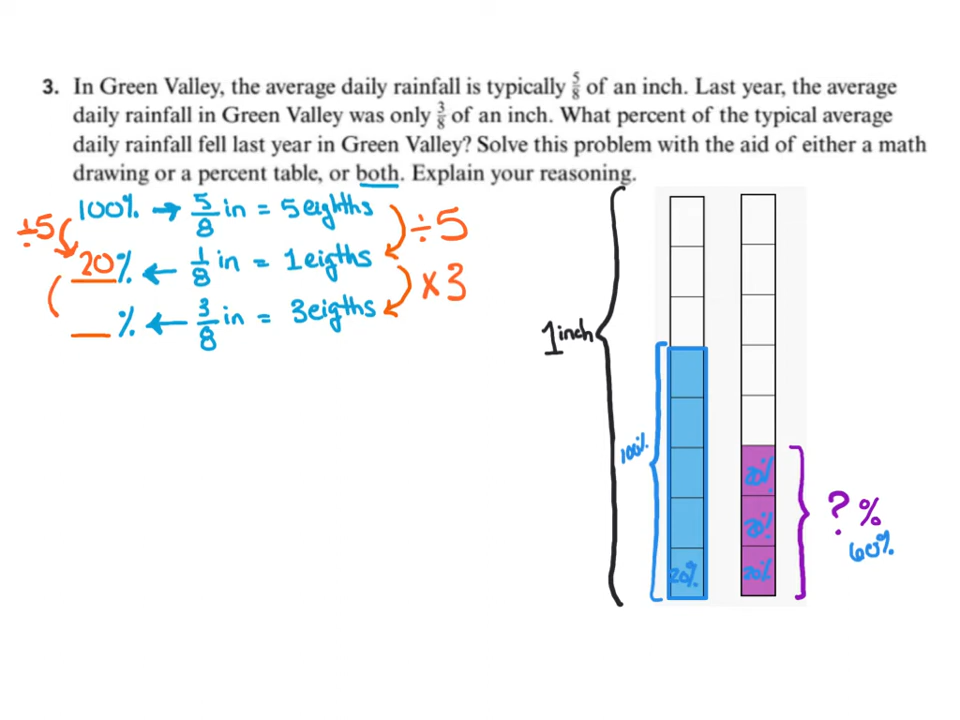 3. In Green Valley, the average daily rainfall is typically 5/8 of an inch. Last year, the average
daily rainfall in Green Valley was only 3/8 of an inch. What percent of the typical average
daily rainfall fell last year in Green Valley? Solve this problem with the aid of either a math
drawing or a percent table, or both. Explain your reasoning.
100% → 5/8 in = 5 eighths
÷5
÷5
20% ← 1/8 in = 1 eigths
x 3
__% ← 3/8 in = 3 eigths
1 inch
100%
20%
20%
20%
20%
? %
60%